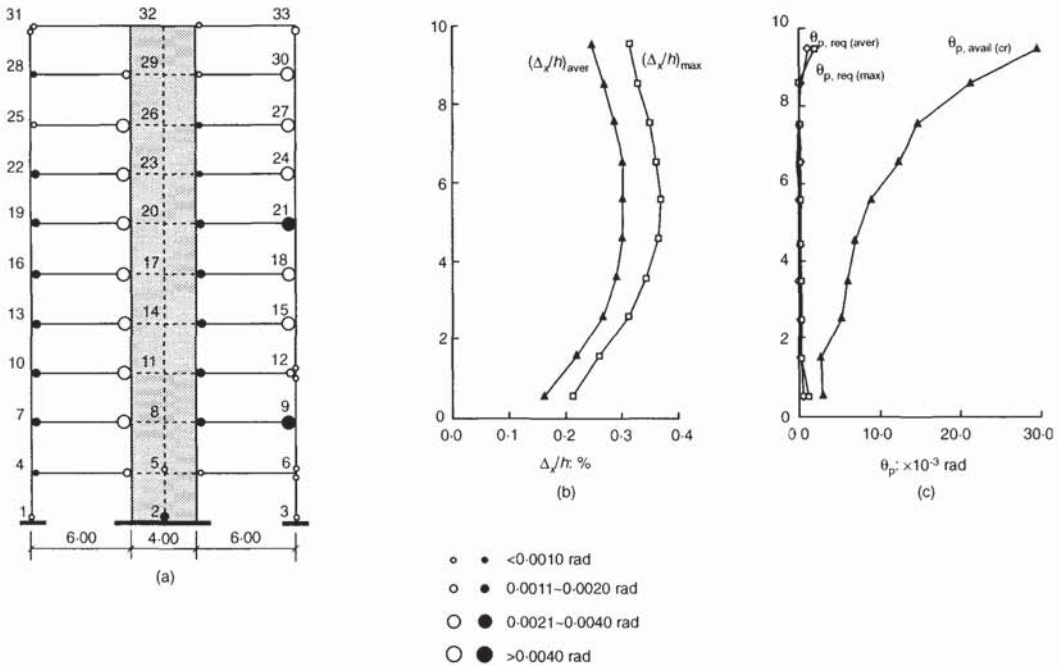 31 32 33
28 29 30
25 26 27
22 23 24
19 20 21
16 17 18
13 14 15
10 11 12
7 8 9
4 5 6
1 2 3
6·00 4·00 6·00
(a)
10
8
6
4
2
0
0·0 0·1 0·2 0·3 0·4
(Δx/h)aver
(Δx/h)max
Δx/h: %
(b)
10
8
6
4
2
0
0·0 10·0 20·0 30·0
θp, req (aver)
θp, req (max)
θp, avail (cr)
θp: ×10-3 rad
(c)
<0·0010 rad
0·0011~0·0020 rad
0·0021~0·0040 rad
>0·0040 rad